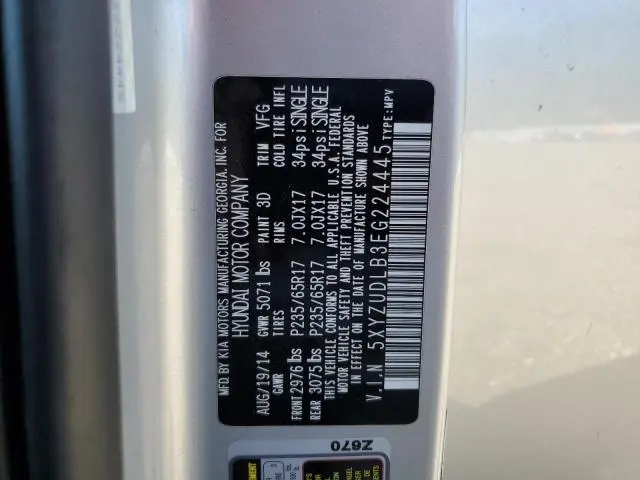 MFD BY KIA MOTORS MANUFACTURING GEORGIA, INC. FOR
HYUNDAI MOTOR COMPANY
AUG/19/14 GVWR 5071 lbs PAINT 3D TRIM VFG
GAWR TIRES RIMS COLD TIRE INFL
FRONT 2976 lbs P235/65R17 7.0JX17 34psi SINGLE
REAR 3075 lbs P235/65R17 7.0JX17 34psi SINGLE
THIS VEHICLE CONFORMS TO ALL APPLICABLE U.S.A. FEDERAL
MOTOR VEHICLE SAFETY AND THEFT PREVENTION STANDARDS
IN EFFECT ON THE DATE OF MANUFACTURE SHOWN ABOVE.
V.I.N 5XYZUDLB3EG224445 TYPE:MPV
Z670